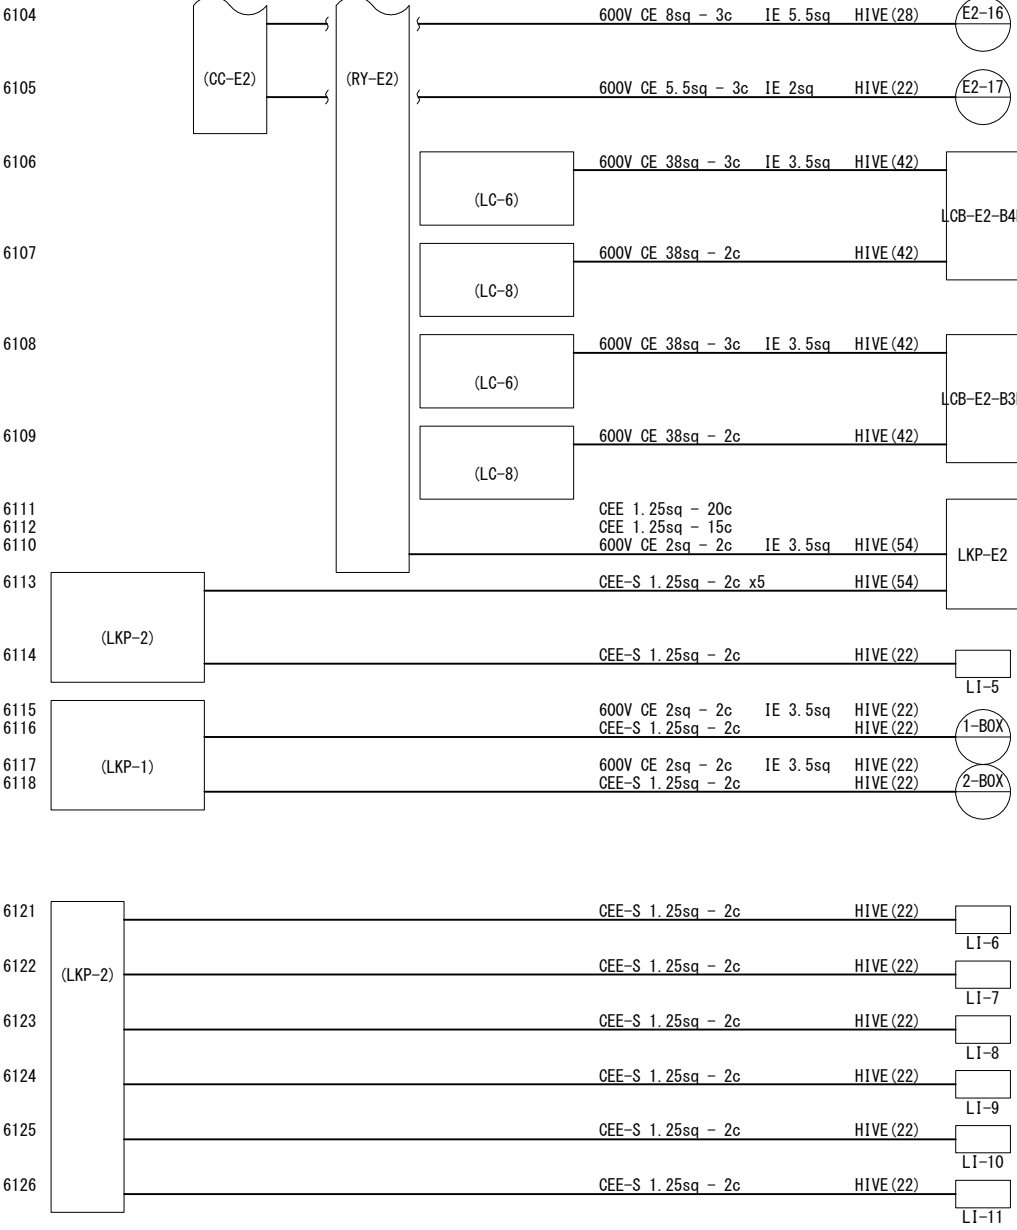 6104 600V CE 8sq - 3c IE 5.5sq HIVE(28) E2-16
(CC-E2) (RY-E2)
6105 600V CE 5.5sq - 3c IE 2sq HIVE(22) E2-17
6106 600V CE 38sq - 3c IE 3.5sq HIVE(42)
(LC-6)
LCB-E2-B4
6107 600V CE 38sq - 2c HIVE(42)
(LC-8)
6108 600V CE 38sq - 3c IE 3.5sq HIVE(42)
(LC-6)
LCB-E2-B3
6109 600V CE 38sq - 2c HIVE(42)
(LC-8)
6111 CEE 1.25sq - 20c
6112 CEE 1.25sq - 15c
6110 600V CE 2sq - 2c IE 3.5sq HIVE(54)
LKP-E2
6113 CEE-S 1.25sq - 2c x5 HIVE(54)
(LKP-2)
6114 CEE-S 1.25sq - 2c HIVE(22)
LI-5
6115 600V CE 2sq - 2c IE 3.5sq HIVE(22)
6116 CEE-S 1.25sq - 2c HIVE(22) 1-BOX
6117 (LKP-1) 600V CE 2sq - 2c IE 3.5sq HIVE(22)
6118 CEE-S 1.25sq - 2c HIVE(22) 2-BOX
6121 CEE-S 1.25sq - 2c HIVE(22)
LI-6
6122 (LKP-2) CEE-S 1.25sq - 2c HIVE(22)
LI-7
6123 CEE-S 1.25sq - 2c HIVE(22)
LI-8
6124 CEE-S 1.25sq - 2c HIVE(22)
LI-9
6125 CEE-S 1.25sq - 2c HIVE(22)
LI-10
6126 CEE-S 1.25sq - 2c HIVE(22)
LI-11